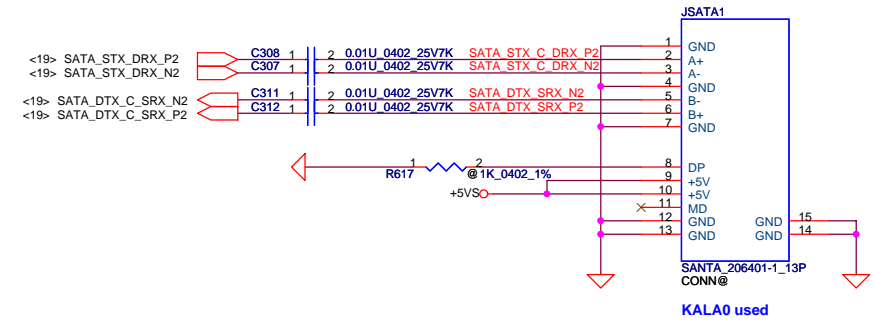 JSATA1
<19> SATA_STX_DRX_P2 C308 1 2 0.01U_0402_25V7K SATA_STX_C_DRX_P2
<19> SATA_STX_DRX_N2 C307 1 2 0.01U_0402_25V7K SATA_STX_C_DRX_N2
<19> SATA_DTX_C_SRX_N2 C311 1 2 0.01U_0402_25V7K SATA_DTX_SRX_N2
<19> SATA_DTX_C_SRX_P2 C312 1 2 0.01U_0402_25V7K SATA_DTX_SRX_P2
1 GND
2 A+
3 A-
4 GND
5 B-
6 B+
7 GND
R617 1 2 @1K_0402_1%
8 DP
9 +5V
+5VS 10 +5V
11 MD
12 GND GND 15
13 GND GND 14
SANTA_206401-1_13P
CONN@
KALA0 used